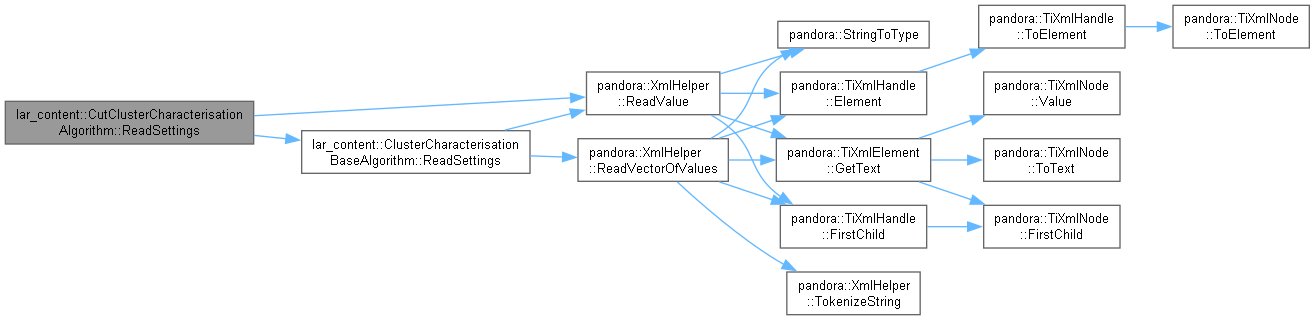 lar_content::CutClusterCharacterisation
Algorithm::ReadSettings
lar_content::ClusterCharacterisation
BaseAlgorithm::ReadSettings
pandora::XmlHelper
::ReadValue
pandora::XmlHelper
::ReadVectorOfValues
pandora::StringToType
pandora::TiXmlHandle
::Element
pandora::TiXmlElement
::GetText
pandora::TiXmlHandle
::FirstChild
pandora::XmlHelper
::TokenizeString
pandora::TiXmlHandle
::ToElement
pandora::TiXmlNode
::Value
pandora::TiXmlNode
::ToText
pandora::TiXmlNode
::FirstChild
pandora::TiXmlNode
::ToElement